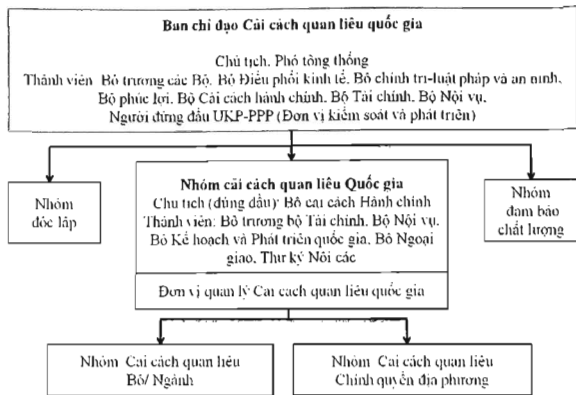 Ban chỉ đạo Cải cách quan liêu quốc gia
Chủ tịch, Phó tổng thống
Thành viên Bộ trưởng các Bộ, Bộ Điều phối kinh tế, Bộ chính trị-luật pháp và an ninh,
Bộ phúc lợi, Bộ Cải cách hành chính, Bộ Tài chính, Bộ Nội vụ,
Người đứng đầu UKP-PPP (Đơn vị kiểm soát và phát triển)
Nhóm
độc lập
Nhóm cải cách quan liêu Quốc gia
Chủ tịch (đứng đầu) Bộ cải cách Hành chính
Thành viên: Bộ trưởng bộ Tài chính, Bộ Nội vụ,
Bộ Kế hoạch và Phát triển quốc gia, Bộ Ngoại
giao, Thư ký Nội các
Đơn vị quản lý Cải cách quan liêu quốc gia
Nhóm
đảm bảo
chất lượng
Nhóm Cải cách quan liêu
Bộ/ Ngành
Nhóm Cải cách quan liêu
Chính quyền địa phương